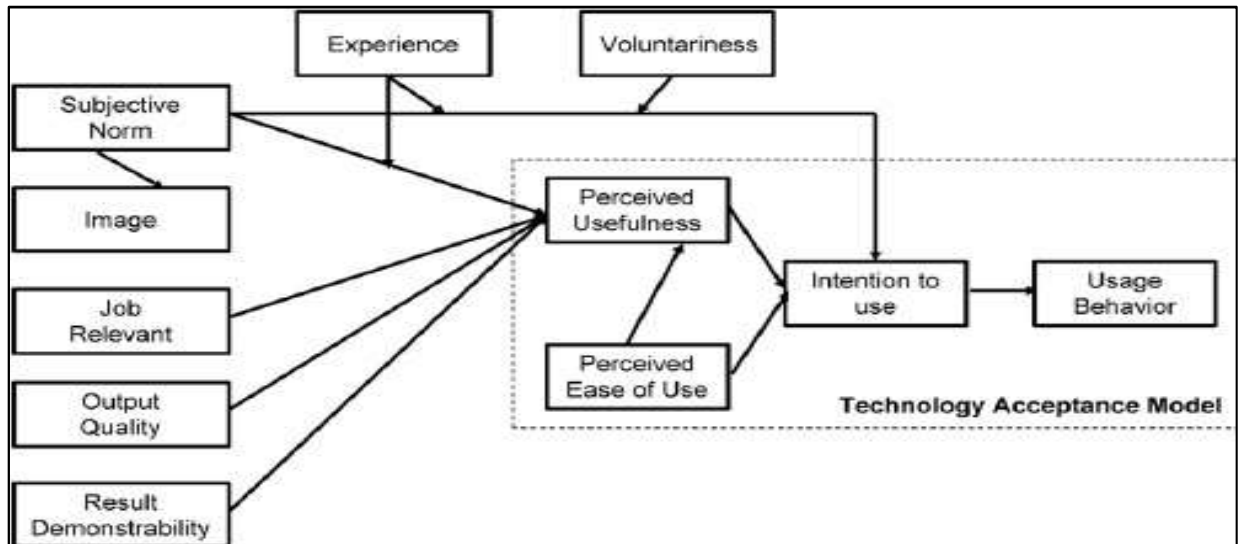 Experience
Voluntariness
Subjective
Norm
Image
Job
Relevant
Output
Quality
Result
Demonstrability
Perceived
Usefulness
Perceived
Ease of Use
Intention to
use
Usage
Behavior
Technology Acceptance Model